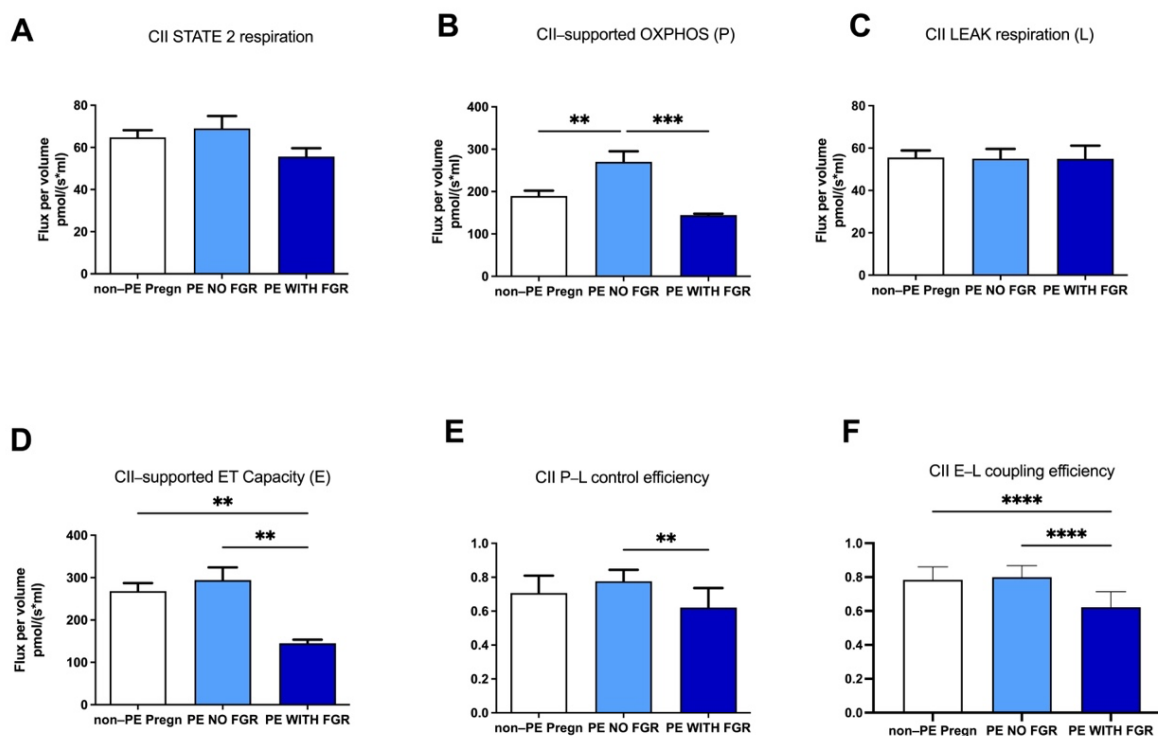 A
CII STATE 2 respiration
Flux per volume
pmol/(s*ml)
80
60
40
20
0
non–PE Pregn PE NO FGR PE WITH FGR
B
CII–supported OXPHOS (P)
Flux per volume
pmol/(s*ml)
400
300
200
100
0
** ***
non–PE Pregn PE NO FGR PE WITH FGR
C
CII LEAK respiration (L)
Flux per volume
pmol/(s*ml)
80
60
40
20
0
non–PE Pregn PE NO FGR PE WITH FGR
D
CII–supported ET Capacity (E)
**
**
Flux per volume
pmol/(s*ml)
400
300
200
100
0
non–PE Pregn PE NO FGR PE WITH FGR
E
CII P–L control efficiency
**
1.0
0.8
0.6
0.4
0.2
0.0
non–PE Pregn PE NO FGR PE WITH FGR
F
CII E–L coupling efficiency
****
****
1.0
0.8
0.6
0.4
0.2
0.0
non–PE Pregn PE NO FGR PE WITH FGR